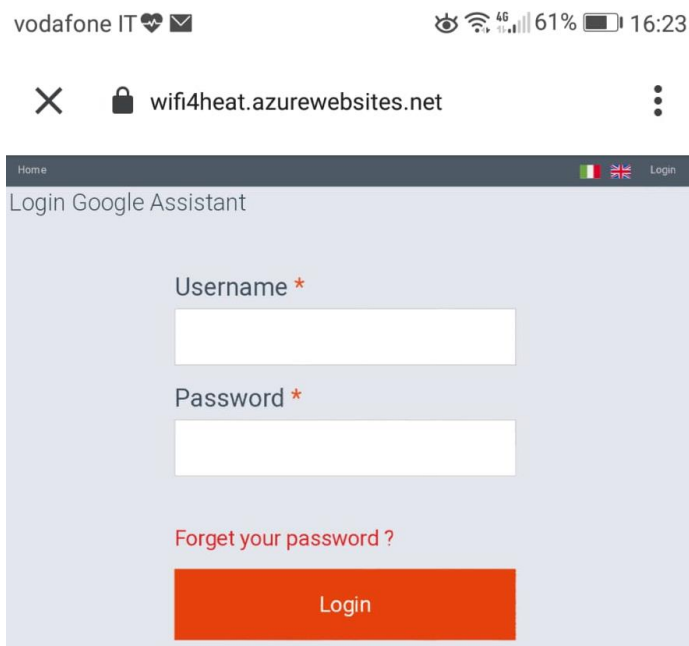 vodafone IT 4G 61% 16:23
wifi4heat.azurewebsites.net
Home Login
Login Google Assistant
Username *
Password *
Forget your password ?
Login